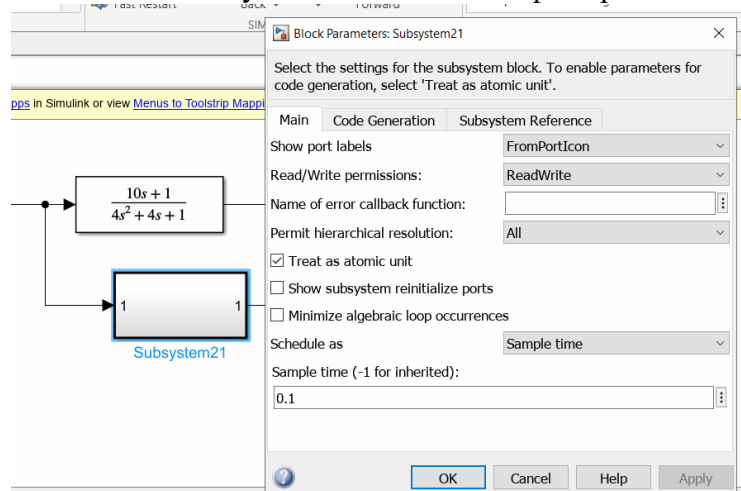 Fast Restart
Back
Forward
SIM
Block Parameters: Subsystem21
Select the settings for the subsystem block. To enable parameters for
code generation, select 'Treat as atomic unit'.
pps in Simulink or view Menus to Toolstrip Mappi
Main Code Generation Subsystem Reference
Show port labels FromPortIcon
Read/Write permissions: ReadWrite
Name of error callback function:
Permit hierarchical resolution: All
Treat as atomic unit
Show subsystem reinitialize ports
Minimize algebraic loop occurrences
Schedule as Sample time
Sample time (-1 for inherited):
0.1
OK Cancel Help Apply
10s + 1
4s² + 4s + 1
1 1
Subsystem21